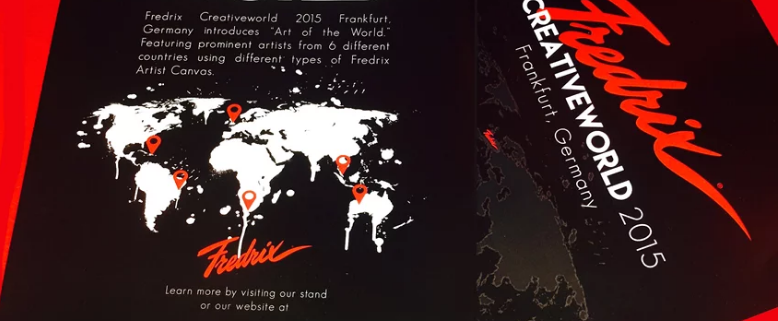 Fredrix Creativeworld 2015 Frankfurt,
Germany introduces "Art of the World."
Featuring prominent artists from 6 different
countries using different types of Fredrix
Artist Canvas.
Fredrix
Learn more by visiting our stand
or our website at
Fredrix
CREATIVEWORLD 2015
Frankfurt, Germany